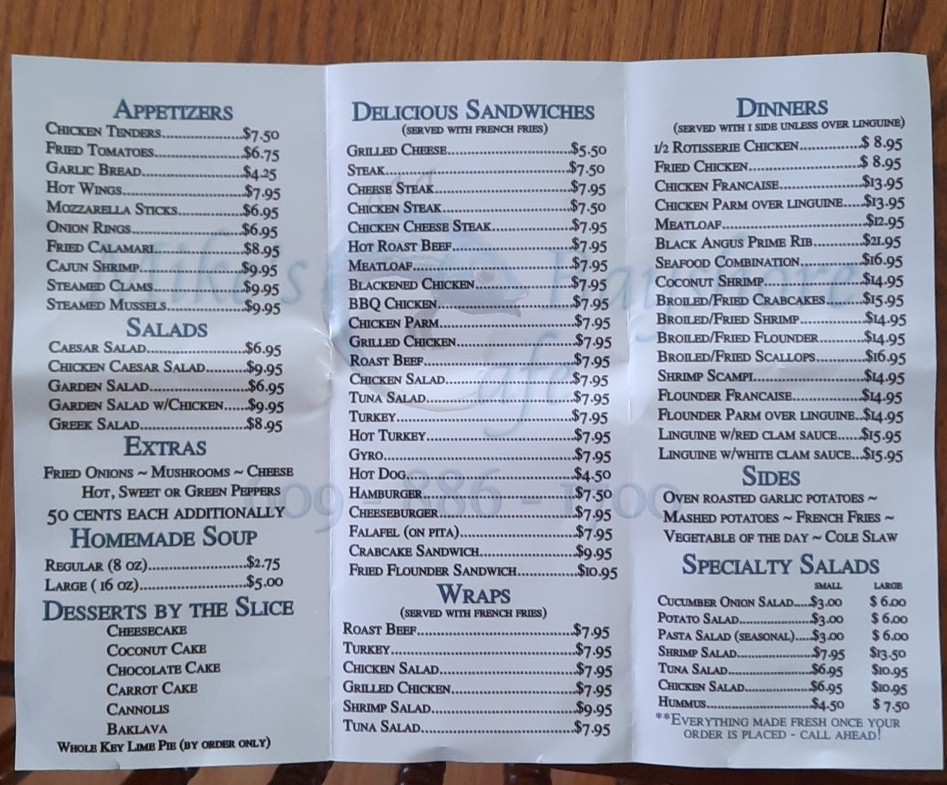 APPETIZERS
CHICKEN TENDERS.....................$7.50
FRIED TOMATOES.......................$6.75
GARLIC BREAD..........................$4.25
HOT WINGS..............................$7.95
MOZZARELLA STICKS.................$6.95
ONION RINGS...........................$6.95
FRIED CALAMARI......................$8.95
CAJUN SHRIMP..........................$9.95
STEAMED CLAMS.......................$9.95
STEAMED MUSSELS....................$9.95
SALADS
CAESAR SALAD.........................$6.95
CHICKEN CAESAR SALAD..........$9.95
GARDEN SALAD........................$6.95
GARDEN SALAD W/CHICKEN......$9.95
GREEK SALAD..........................$8.95
EXTRAS
FRIED ONIONS ~ MUSHROOMS ~ CHEESE
HOT, SWEET OR GREEN PEPPERS
50 CENTS EACH ADDITIONALLY
HOMEMADE SOUP
REGULAR (8 OZ).......................$2.75
LARGE ( 16 OZ)........................$5.00
DESSERTS BY THE SLICE
CHEESECAKE
COCONUT CAKE
CHOCOLATE CAKE
CARROT CAKE
CANNOLIS
BAKLAVA
WHOLE KEY LIME PIE (BY ORDER ONLY)
DELICIOUS SANDWICHES
(SERVED WITH FRENCH FRIES)
GRILLED CHEESE.............................$5.50
STEAK...........................................$7.50
CHEESE STEAK................................$7.95
CHICKEN STEAK..............................$7.50
CHICKEN CHEESE STEAK..................$7.95
HOT ROAST BEEF............................$7.95
MEATLOAF.....................................$7.95
BLACKENED CHICKEN......................$7.95
BBQ CHICKEN................................$7.95
CHICKEN PARM..............................$7.95
GRILLED CHICKEN..........................$7.95
ROAST BEEF...................................$7.95
CHICKEN SALAD.............................$7.95
TUNA SALAD..................................$7.95
TURKEY.........................................$7.95
HOT TURKEY..................................$7.95
GYRO............................................$7.95
HOT DOG.......................................$4.50
HAMBURGER..................................$7.50
CHEESEBURGER..............................$7.95
FALAFEL (ON PITA).........................$7.95
CRABCAKE SANDWICH.....................$9.95
FRIED FLOUNDER SANDWICH............$10.95
WRAPS
(SERVED WITH FRENCH FRIES)
ROAST BEEF...................................$7.95
TURKEY.........................................$7.95
CHICKEN SALAD.............................$7.95
GRILLED CHICKEN..........................$7.95
SHRIMP SALAD...............................$9.95
TUNA SALAD..................................$7.95
DINNERS
(SERVED WITH 1 SIDE UNLESS OVER LINGUINE)
1/2 ROTISSERIE CHICKEN.............$ 8.95
FRIED CHICKEN.........................$ 8.95
CHICKEN FRANCAISE..................$13.95
CHICKEN PARM OVER LINGUINE....$13.95
MEATLOAF...............................$12.95
BLACK ANGUS PRIME RIB...........$21.95
SEAFOOD COMBINATION.............$16.95
COCONUT SHRIMP.....................$14.95
BROILED/FRIED CRABCAKES........$15.95
BROILED/FRIED SHRIMP.............$14.95
BROILED/FRIED FLOUNDER.........$14.95
BROILED/FRIED SCALLOPS..........$16.95
SHRIMP SCAMPI........................$14.95
FLOUNDER FRANCAISE...............$14.95
FLOUNDER PARM OVER LINGUINE..$14.95
LINGUINE W/RED CLAM SAUCE.....$15.95
LINGUINE W/WHITE CLAM SAUCE...$15.95
SIDES
OVEN ROASTED GARLIC POTATOES ~
MASHED POTATOES ~ FRENCH FRIES ~
VEGETABLE OF THE DAY ~ COLE SLAW
SPECIALTY SALADS
SMALL LARGE
CUCUMBER ONION SALAD.....$3.00 $ 6.00
POTATO SALAD...................$3.00 $ 6.00
PASTA SALAD (SEASONAL).....$3.00 $ 6.00
SHRIMP SALAD...................$7.95 $13.50
TUNA SALAD......................$6.95 $10.95
CHICKEN SALAD.................$6.95 $10.95
HUMMUS..........................$4.50 $ 7.50
**EVERYTHING MADE FRESH ONCE YOUR
ORDER IS PLACED - CALL AHEAD!
Mike's Bayshore
Cafe